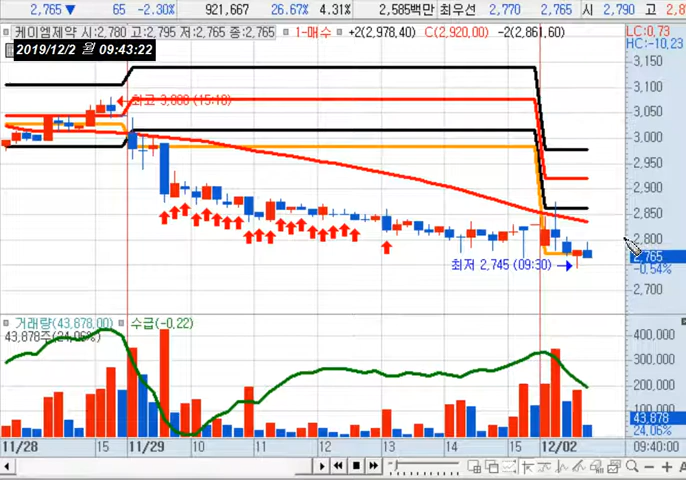 2,765 ▼ 65 -2.30% 921,667 26.67% 4.31% 2,585백만 최우선 2,770 2,765 시 2,790 고
케이엠제약 시:2,780 고:2,795 저:2,765 종:2,765 1-매수 +2(2,978,40) C(2,920,00) -2(2,861,60) LC:0,73
2019/12/2 월 09:43:22 HC:-10,23
3,150
3,100
최고 3,080 (15:18)
3,050
3,000
2,950
2,900
2,850
2,800
최저 2,745 (09:30) 2,765
-0.54%
2,700
거래량(43,878,00) 수급(-0,22)
43,878주(24,06%) 400,000
300,000
200,000
43,878
24,06%
11/28 15 11/29 10 11 12 13 14 15 12/02 09:40:00